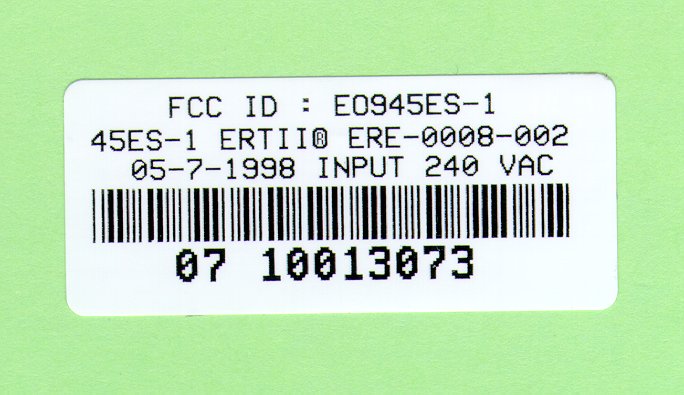 FCC ID : EO945ES-1
45ES-1 ERTII® ERE-0008-002
05-7-1998 INPUT 240 VAC
07 10013073